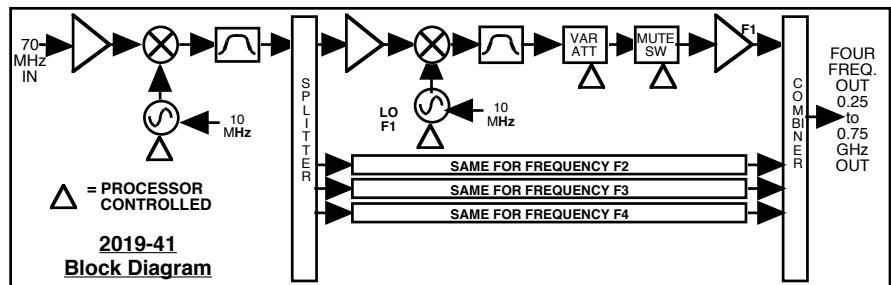 70
MHz
IN
10
MHz
= PROCESSOR
CONTROLLED
2019-41
Block Diagram
SPLITTER
LO
F1
10
MHz
VAR
ATT
MUTE
SW
F1
SAME FOR FREQUENCY F2
SAME FOR FREQUENCY F3
SAME FOR FREQUENCY F4
COMBINER
FOUR
FREQ.
OUT
0.25
to
0.75
GHz
OUT